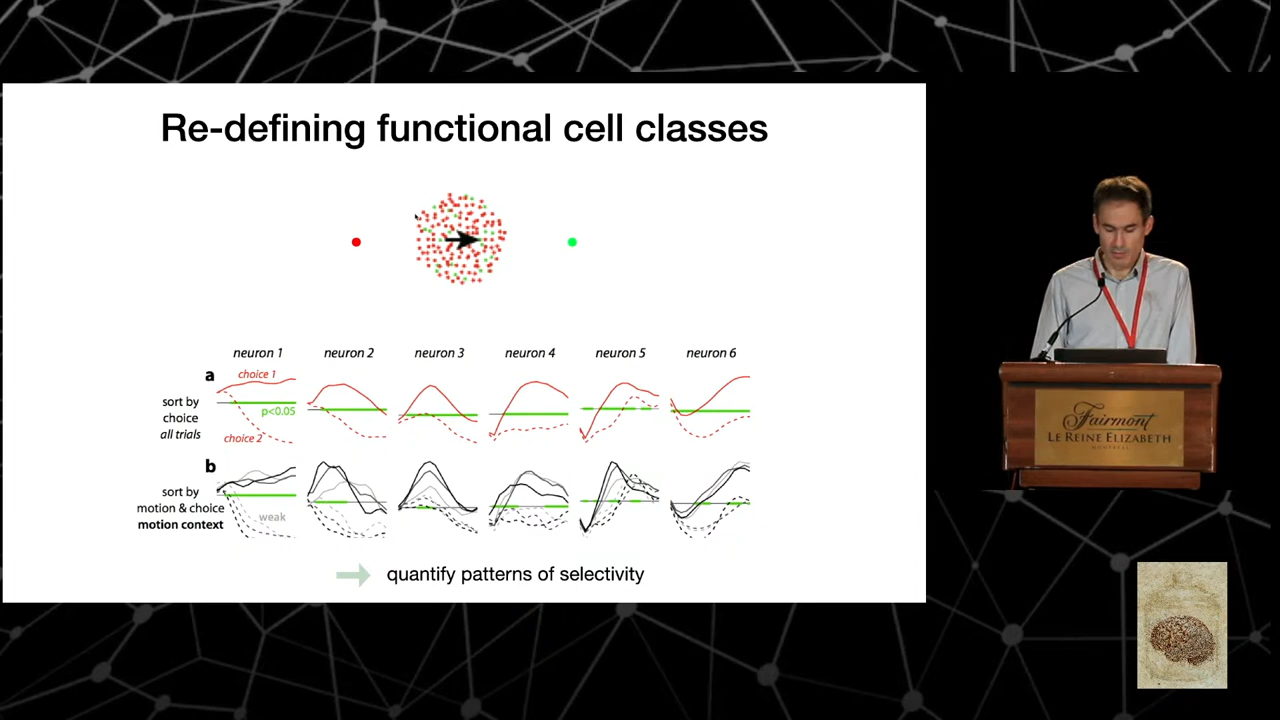 Re-defining functional cell classes
neuron 1 neuron 2 neuron 3 neuron 4 neuron 5 neuron 6
a
choice 1
sort by
choice
all trials
p<0.05
choice 2
b
sort by
motion & choice
motion context
weak
quantify patterns of selectivity
Fairmont
LE REINE ELIZABETH
MONTREAL